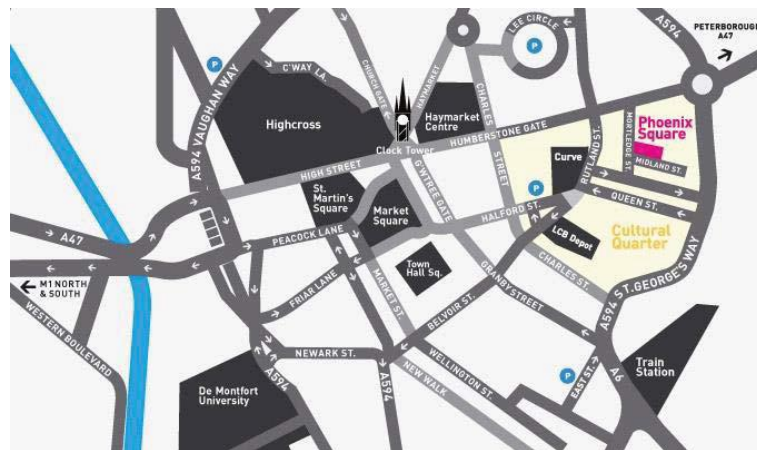 A594
PETERBOROUGH
A47
LEE CIRCLE
P
P
C'WAY LA.
CHURCH GATE
HAYMARKET
CHARLES
STREET
A594 VAUGHAN WAY
Highcross
Haymarket
Centre
Clock Tower
HUMBERSTONE GATE
RUTLAND ST.
MORTLEDGE ST.
Phoenix
Square
MIDLAND ST.
Curve
HIGH STREET
St.
Martin's
Square
Market
Square
G'WTREE GATE
P
HALFORD ST.
QUEEN ST.
Cultural
Quarter
LCB Depot
A47
PEACOCK LANE
Town
Hall Sq.
CHARLES ST.
GRANBY STREET
A594 ST.GEORGE'S WAY
M1 NORTH
& SOUTH
WESTERN BOULEVARD
FRIAR LANE
MARKET ST.
BELVOIR ST.
NEWARK ST.
A594
A594
WELLINGTON ST.
NEW WALK
De Montfort
University
P
EAST ST.
A6
Train
Station